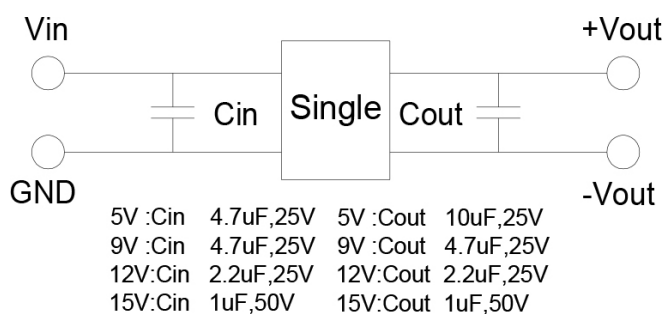 Vin +Vout
Cin Single Cout
GND -Vout
5V :Cin 4.7uF,25V 5V :Cout 10uF,25V
9V :Cin 4.7uF,25V 9V :Cout 4.7uF,25V
12V:Cin 2.2uF,25V 12V:Cout 2.2uF,25V
15V:Cin 1uF,50V 15V:Cout 1uF,50V